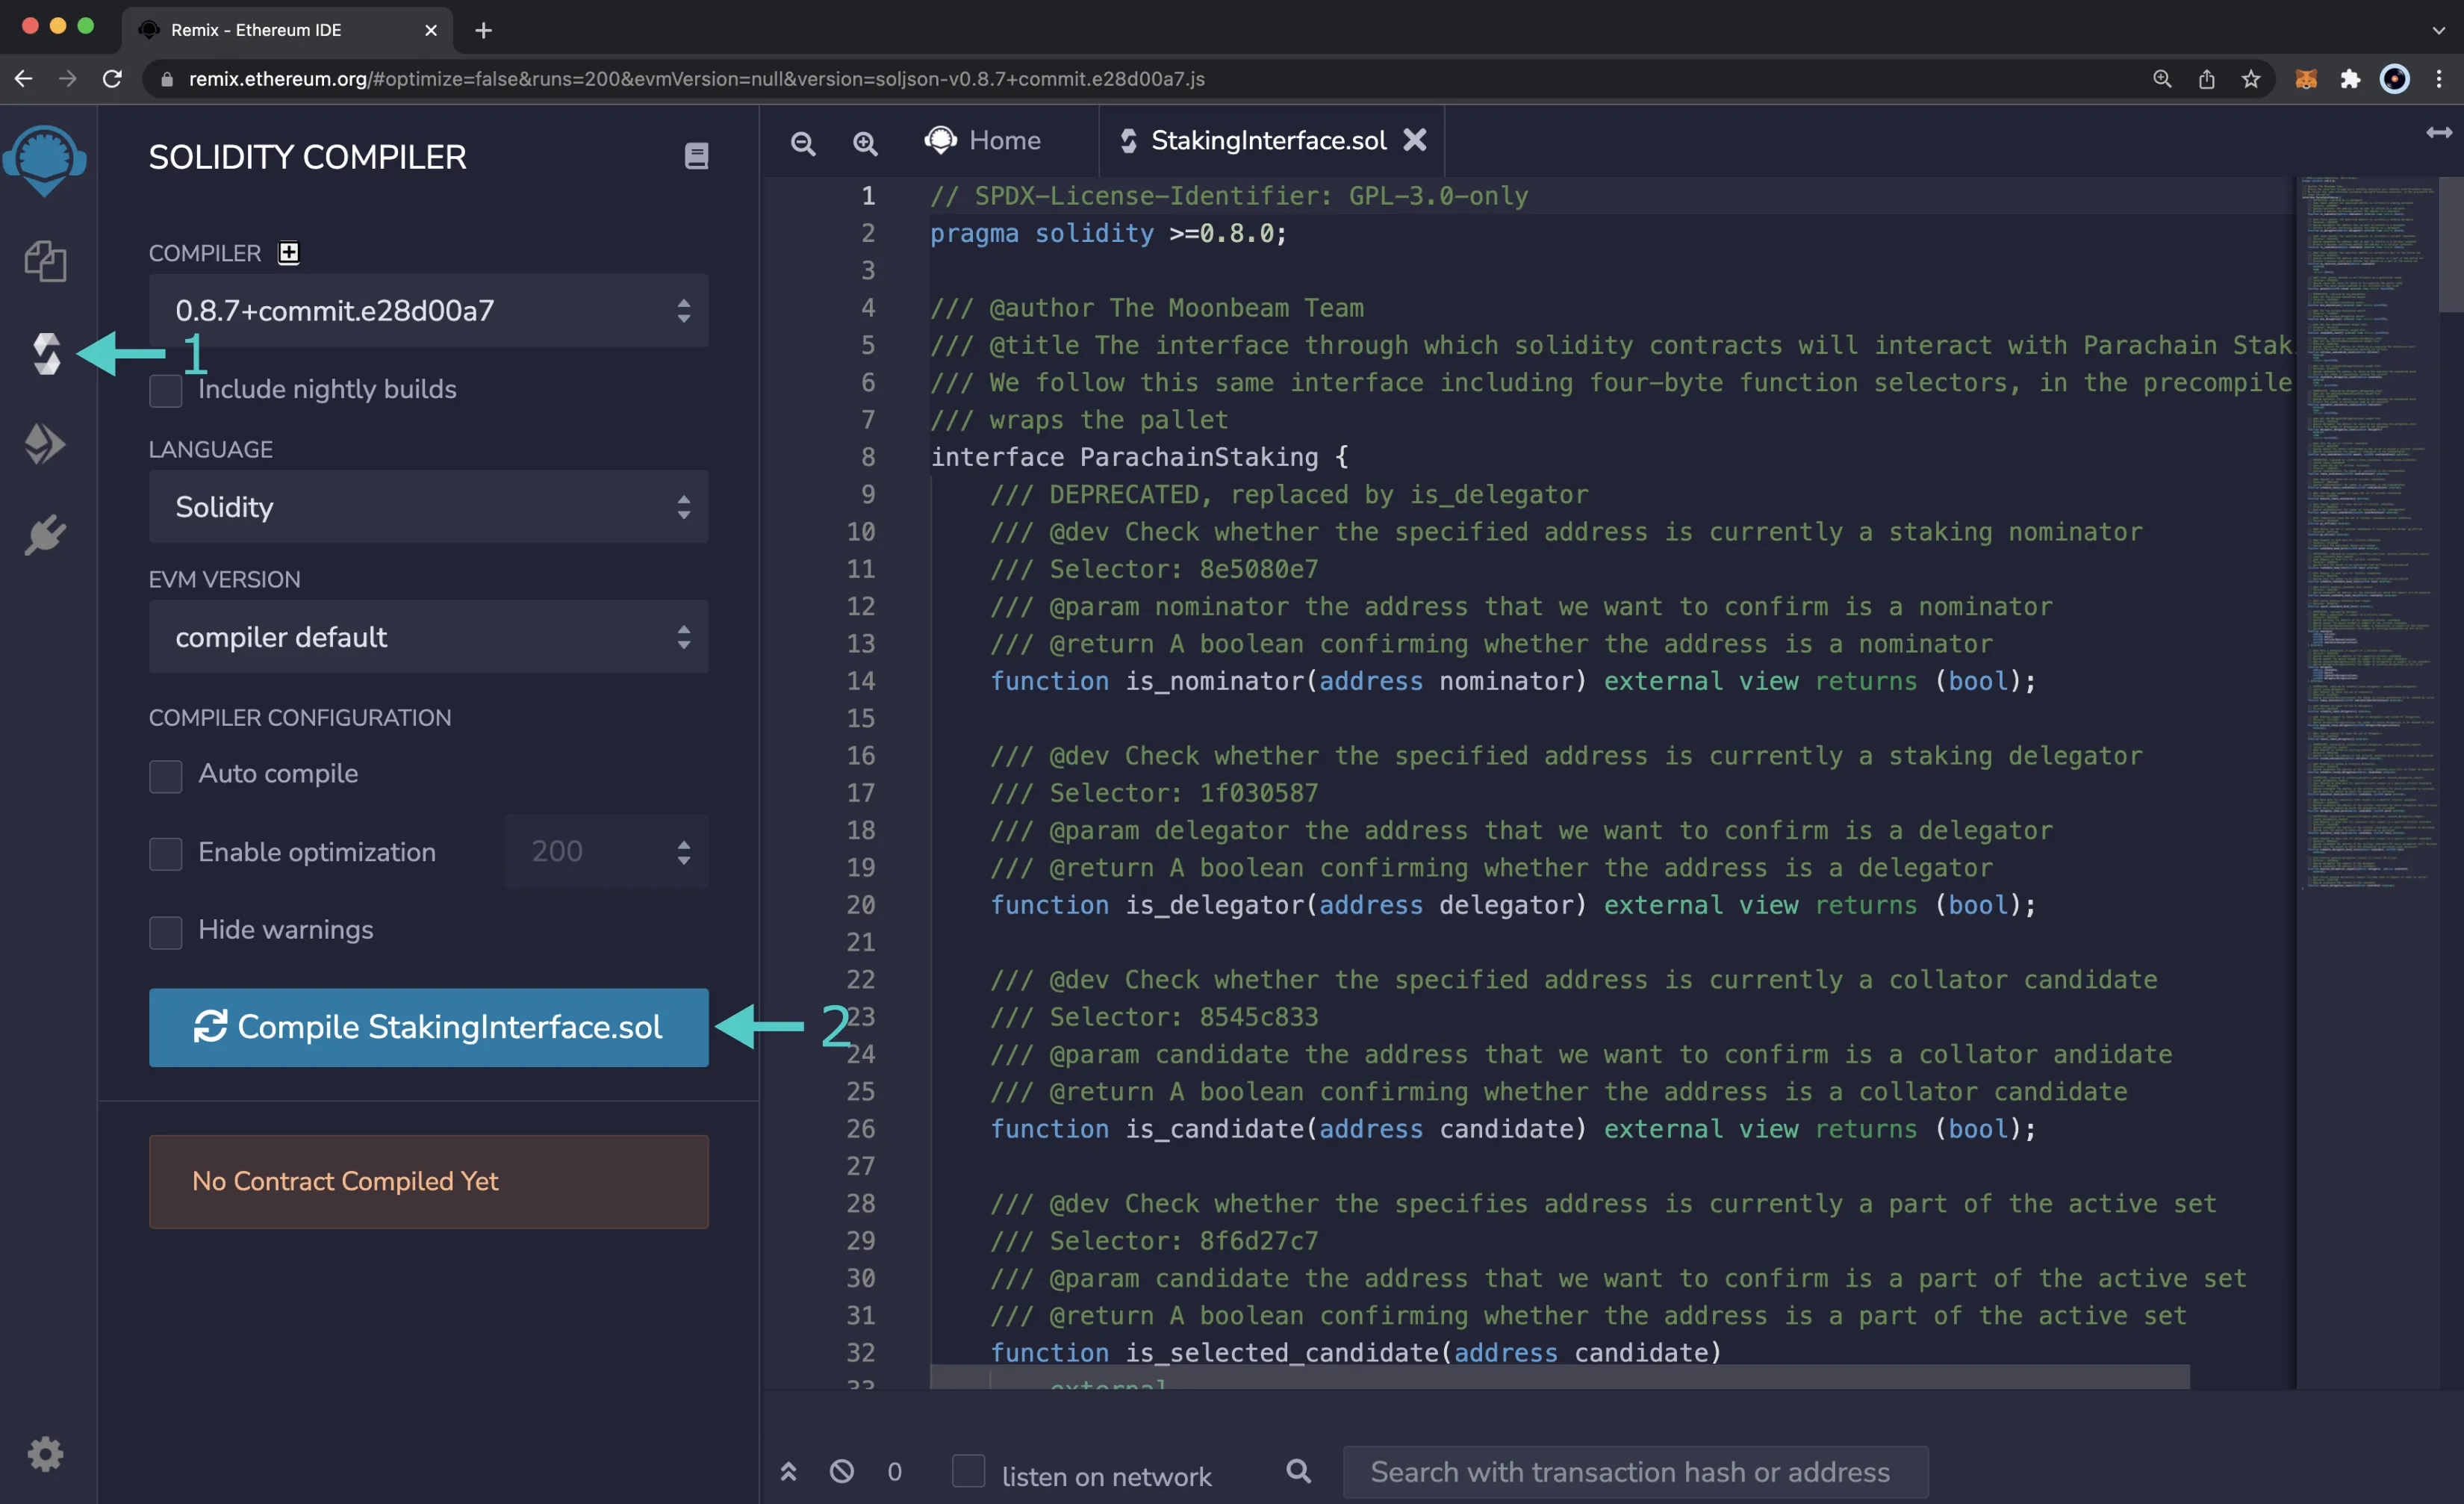 Remix - Ethereum IDE
remix.ethereum.org/#optimize=false&runs=200&evmVersion=null&version=soljson-v0.8.7+commit.e28d00a7.js
SOLIDITY COMPILER
COMPILER
0.8.7+commit.e28d00a7
1
Include nightly builds
LANGUAGE
Solidity
EVM VERSION
compiler default
COMPILER CONFIGURATION
Auto compile
Enable optimization 200
Hide warnings
Compile StakingInterface.sol
2
No Contract Compiled Yet
Home StakingInterface.sol
1 // SPDX-License-Identifier: GPL-3.0-only
2 pragma solidity >=0.8.0;
3
4 /// @author The Moonbeam Team
5 /// @title The interface through which solidity contracts will interact with Parachain Stak
6 /// We follow this same interface including four-byte function selectors, in the precompile
7 /// wraps the pallet
8 interface ParachainStaking {
9 /// DEPRECATED, replaced by is_delegator
10 /// @dev Check whether the specified address is currently a staking nominator
11 /// Selector: 8e5080e7
12 /// @param nominator the address that we want to confirm is a nominator
13 /// @return A boolean confirming whether the address is a nominator
14 function is_nominator(address nominator) external view returns (bool);
15
16 /// @dev Check whether the specified address is currently a staking delegator
17 /// Selector: 1f030587
18 /// @param delegator the address that we want to confirm is a delegator
19 /// @return A boolean confirming whether the address is a delegator
20 function is_delegator(address delegator) external view returns (bool);
21
22 /// @dev Check whether the specified address is currently a collator candidate
23 /// Selector: 8545c833
24 /// @param candidate the address that we want to confirm is a collator andidate
25 /// @return A boolean confirming whether the address is a collator candidate
26 function is_candidate(address candidate) external view returns (bool);
27
28 /// @dev Check whether the specifies address is currently a part of the active set
29 /// Selector: 8f6d27c7
30 /// @param candidate the address that we want to confirm is a part of the active set
31 /// @return A boolean confirming whether the address is a part of the active set
32 function is_selected_candidate(address candidate)
33 external
0 listen on network Search with transaction hash or address